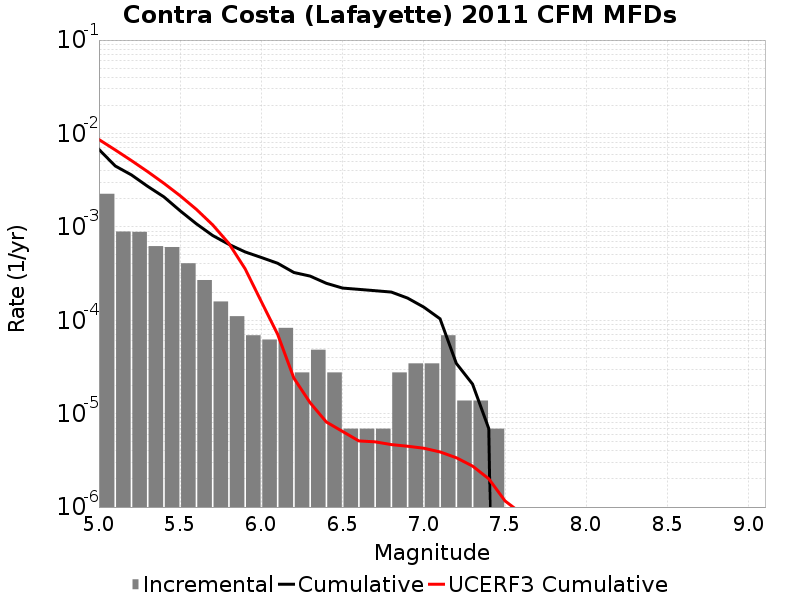 Contra Costa (Lafayette) 2011 CFM MFDs
10-1
10-2
10-3
10-4
10-5
10-6
Rate (1/yr)
5.0 5.5 6.0 6.5 7.0 7.5 8.0 8.5 9.0
Magnitude
Incremental Cumulative UCERF3 Cumulative